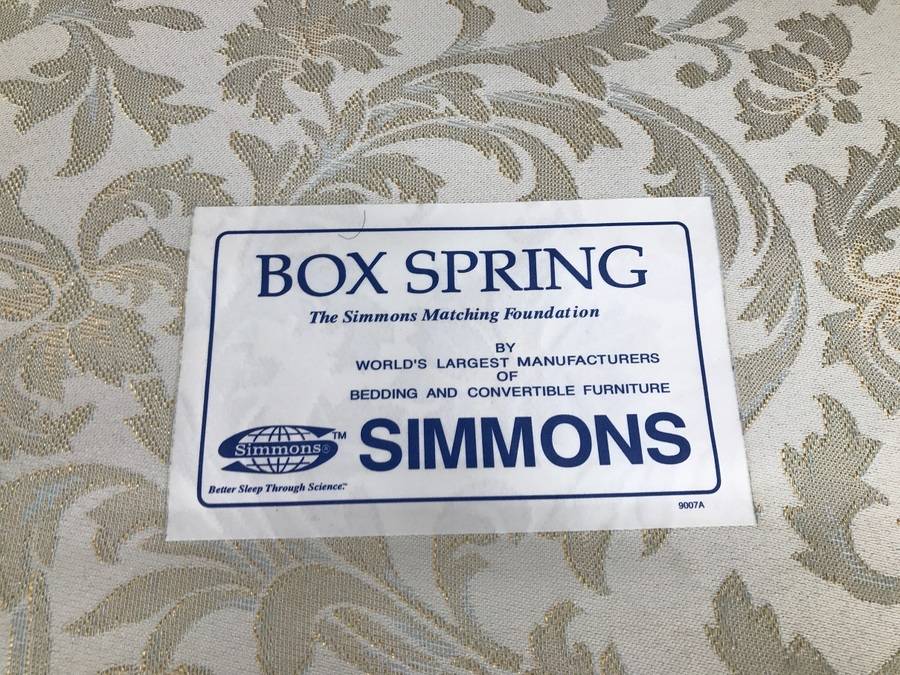 BOX SPRING
The Simmons Matching Foundation
BY
WORLD'S LARGEST MANUFACTURERS
OF
BEDDING AND CONVERTIBLE FURNITURE
Simmons® TM
SIMMONS
Better Sleep Through Science.℠
9007A